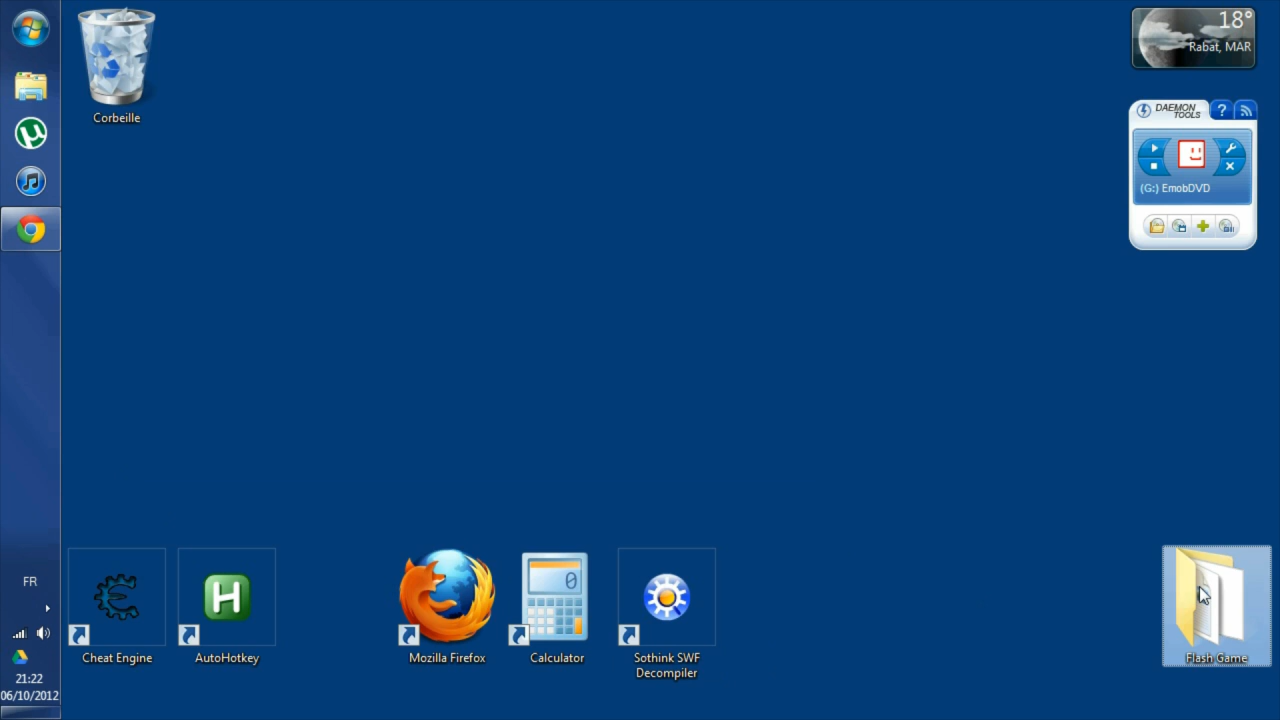 Corbeille
18°
Rabat, MAR
DAEMON
TOOLS
?
(G:) EmobDVD
FR
21:22
06/10/2012
Cheat Engine
H
AutoHotkey
Mozilla Firefox
0
Calculator
Sothink SWF
Decompiler
Flash Game